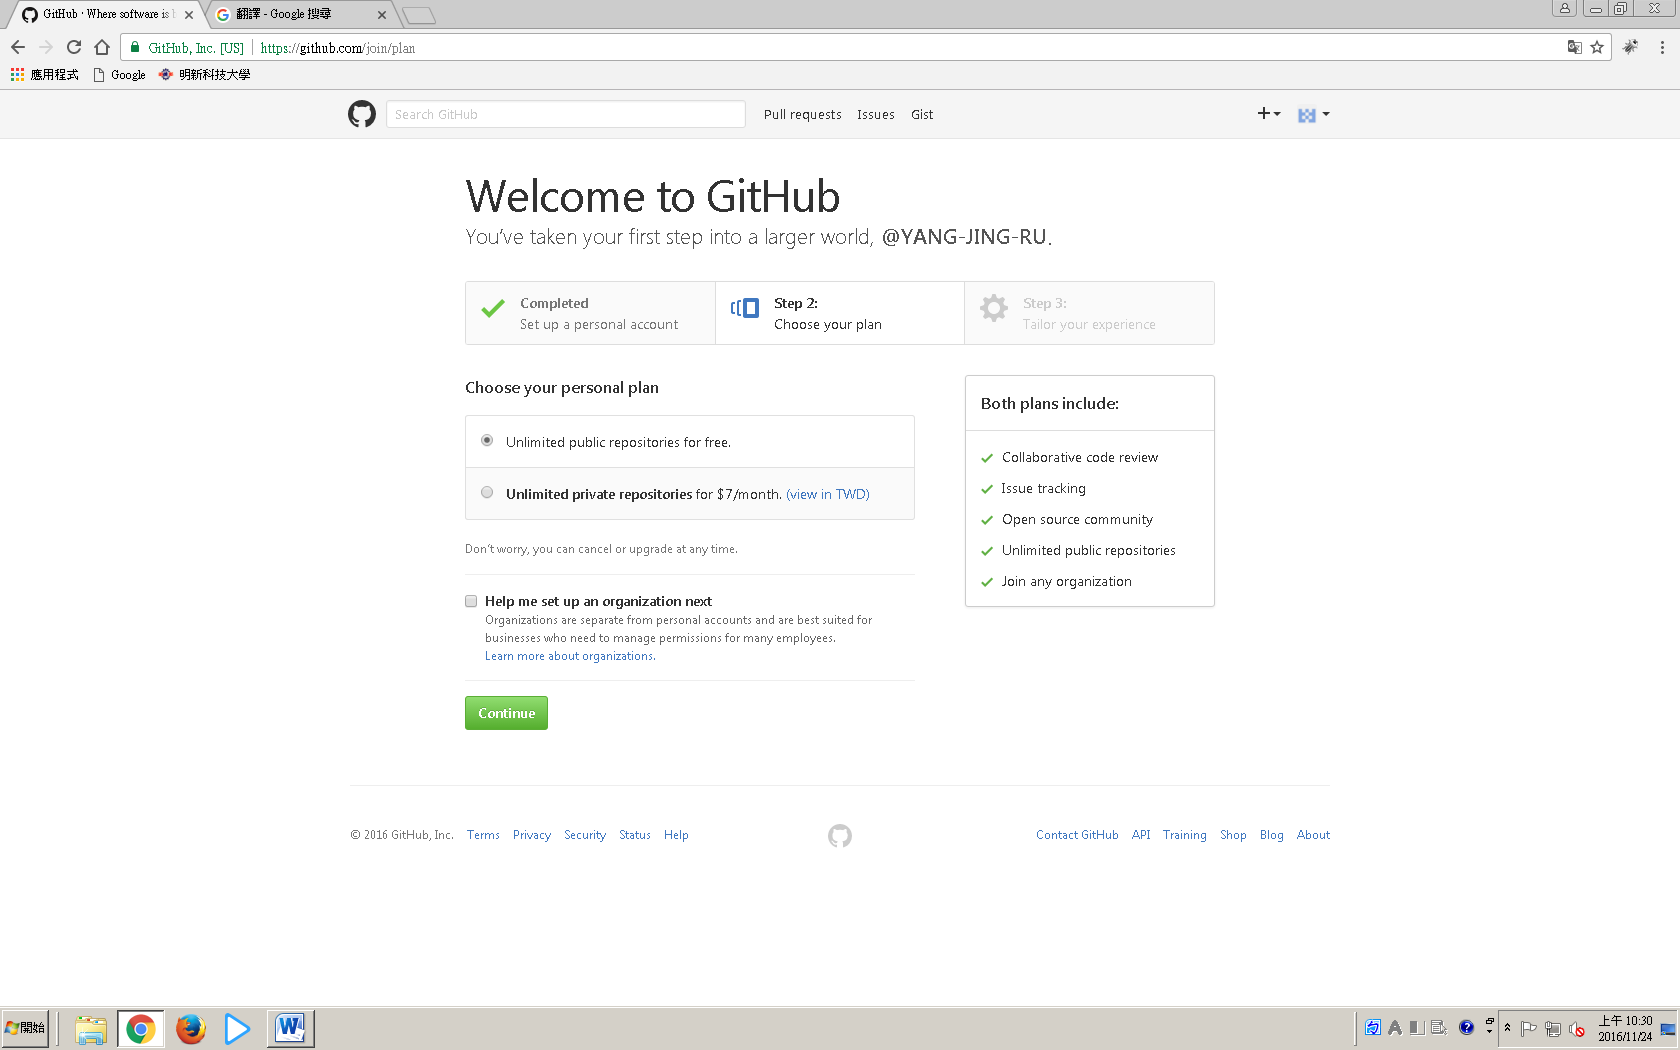 GitHub · Where software is b
翻譯 - Google 搜尋
GitHub, Inc. [US] https://github.com/join/plan
應用程式 Google 明新科技大學
Search GitHub Pull requests Issues Gist
Welcome to GitHub
You've taken your first step into a larger world, @YANG-JING-RU.
Completed
Set up a personal account
Step 2:
Choose your plan
Step 3:
Tailor your experience
Choose your personal plan
Unlimited public repositories for free.
Unlimited private repositories for $7/month. (view in TWD)
Don't worry, you can cancel or upgrade at any time.
Help me set up an organization next
Organizations are separate from personal accounts and are best suited for
businesses who need to manage permissions for many employees.
Learn more about organizations.
Continue
Both plans include:
Collaborative code review
Issue tracking
Open source community
Unlimited public repositories
Join any organization
© 2016 GitHub, Inc. Terms Privacy Security Status Help
Contact GitHub API Training Shop Blog About
開始
上午 10:30
2016/11/24